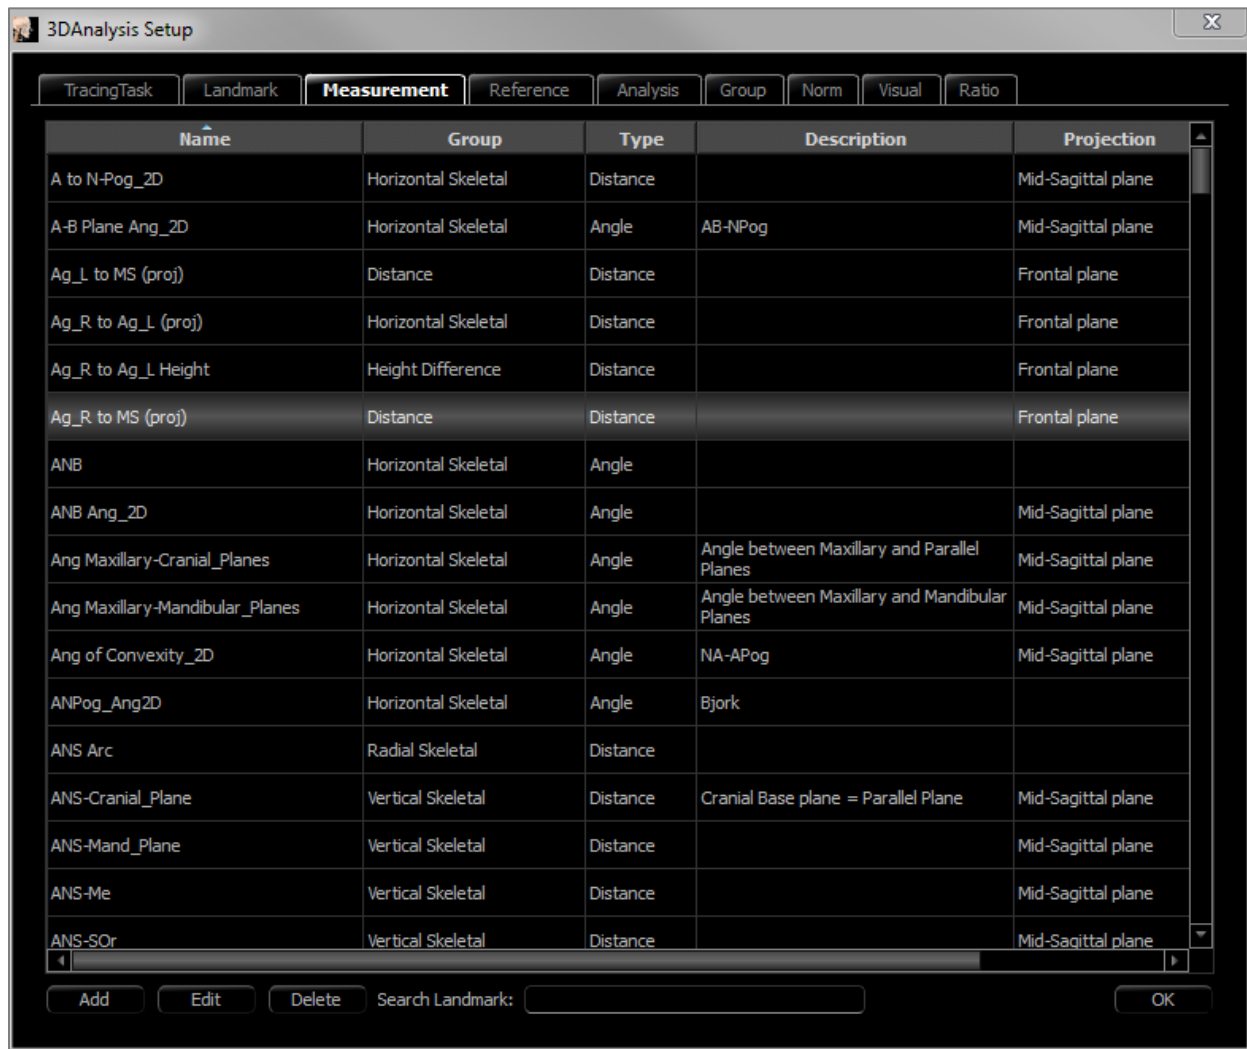 3DAnalysis Setup
TracingTask Landmark Measurement Reference Analysis Group Norm Visual Ratio
Name Group Type Description Projection
A to N-Pog_2D Horizontal Skeletal Distance Mid-Sagittal plane
A-B Plane Ang_2D Horizontal Skeletal Angle AB-NPog Mid-Sagittal plane
Ag_L to MS (proj) Distance Distance Frontal plane
Ag_R to Ag_L (proj) Horizontal Skeletal Distance Frontal plane
Ag_R to Ag_L Height Height Difference Distance Frontal plane
Ag_R to MS (proj) Distance Distance Frontal plane
ANB Horizontal Skeletal Angle
ANB Ang_2D Horizontal Skeletal Angle Mid-Sagittal plane
Ang Maxillary-Cranial_Planes Horizontal Skeletal Angle Angle between Maxillary and Parallel Planes Mid-Sagittal plane
Ang Maxillary-Mandibular_Planes Horizontal Skeletal Angle Angle between Maxillary and Mandibular Planes Mid-Sagittal plane
Ang of Convexity_2D Horizontal Skeletal Angle NA-APog Mid-Sagittal plane
ANPog_Ang2D Horizontal Skeletal Angle Bjork
ANS Arc Radial Skeletal Distance
ANS-Cranial_Plane Vertical Skeletal Distance Cranial Base plane = Parallel Plane Mid-Sagittal plane
ANS-Mand_Plane Vertical Skeletal Distance Mid-Sagittal plane
ANS-Me Vertical Skeletal Distance Mid-Sagittal plane
ANS-SOr Vertical Skeletal Distance Mid-Sagittal plane
Add Edit Delete Search Landmark: OK